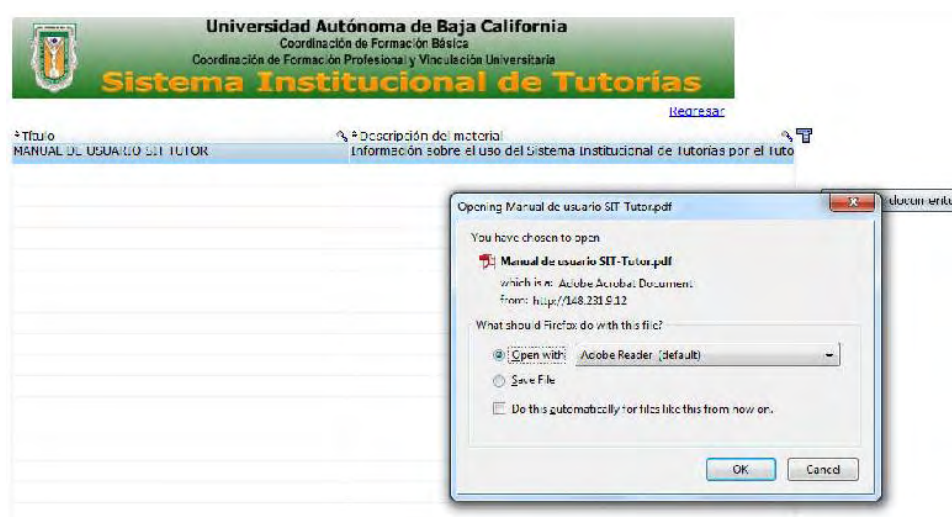 Universidad Autónoma de Baja California
Coordinación de Formación Básica
Coordinación de Formación Profesional y Vinculación Universitaria
Sistema Institucional de Tutorías
Regresar
Título Descripción del material
MANUAL DE USUARIO SIT TUTOR Información sobre el uso del Sistema Institucional de Tutorías por el Tuto
Opening Manual de usuario SIT-Tutor.pdf
You have chosen to open
Manual de usuario SIT-Tutor.pdf
which is a: Adobe Acrobat Document
from: http://148.231.9.12
What should Firefox do with this file?
Open with Adobe Reader (default)
Save File
Do this automatically for files like this from now on.
OK Cancel